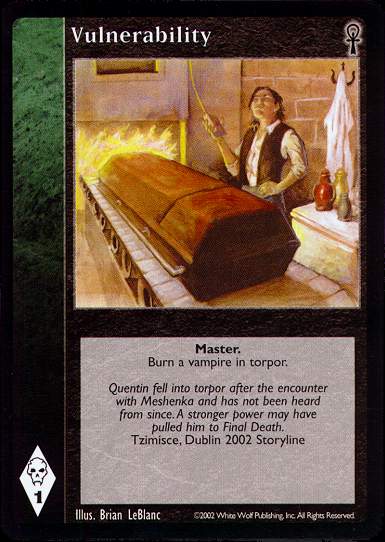 Vulnerability
Master.
Burn a vampire in torpor.
Quentin fell into torpor after the encounter
with Meshenka and has not been heard
from since. A stronger power may have
pulled him to Final Death.
Tzimisce, Dublin 2002 Storyline
1
Illus. Brian LeBlanc
©2002 White Wolf Publishing, Inc. All Rights Reserved.